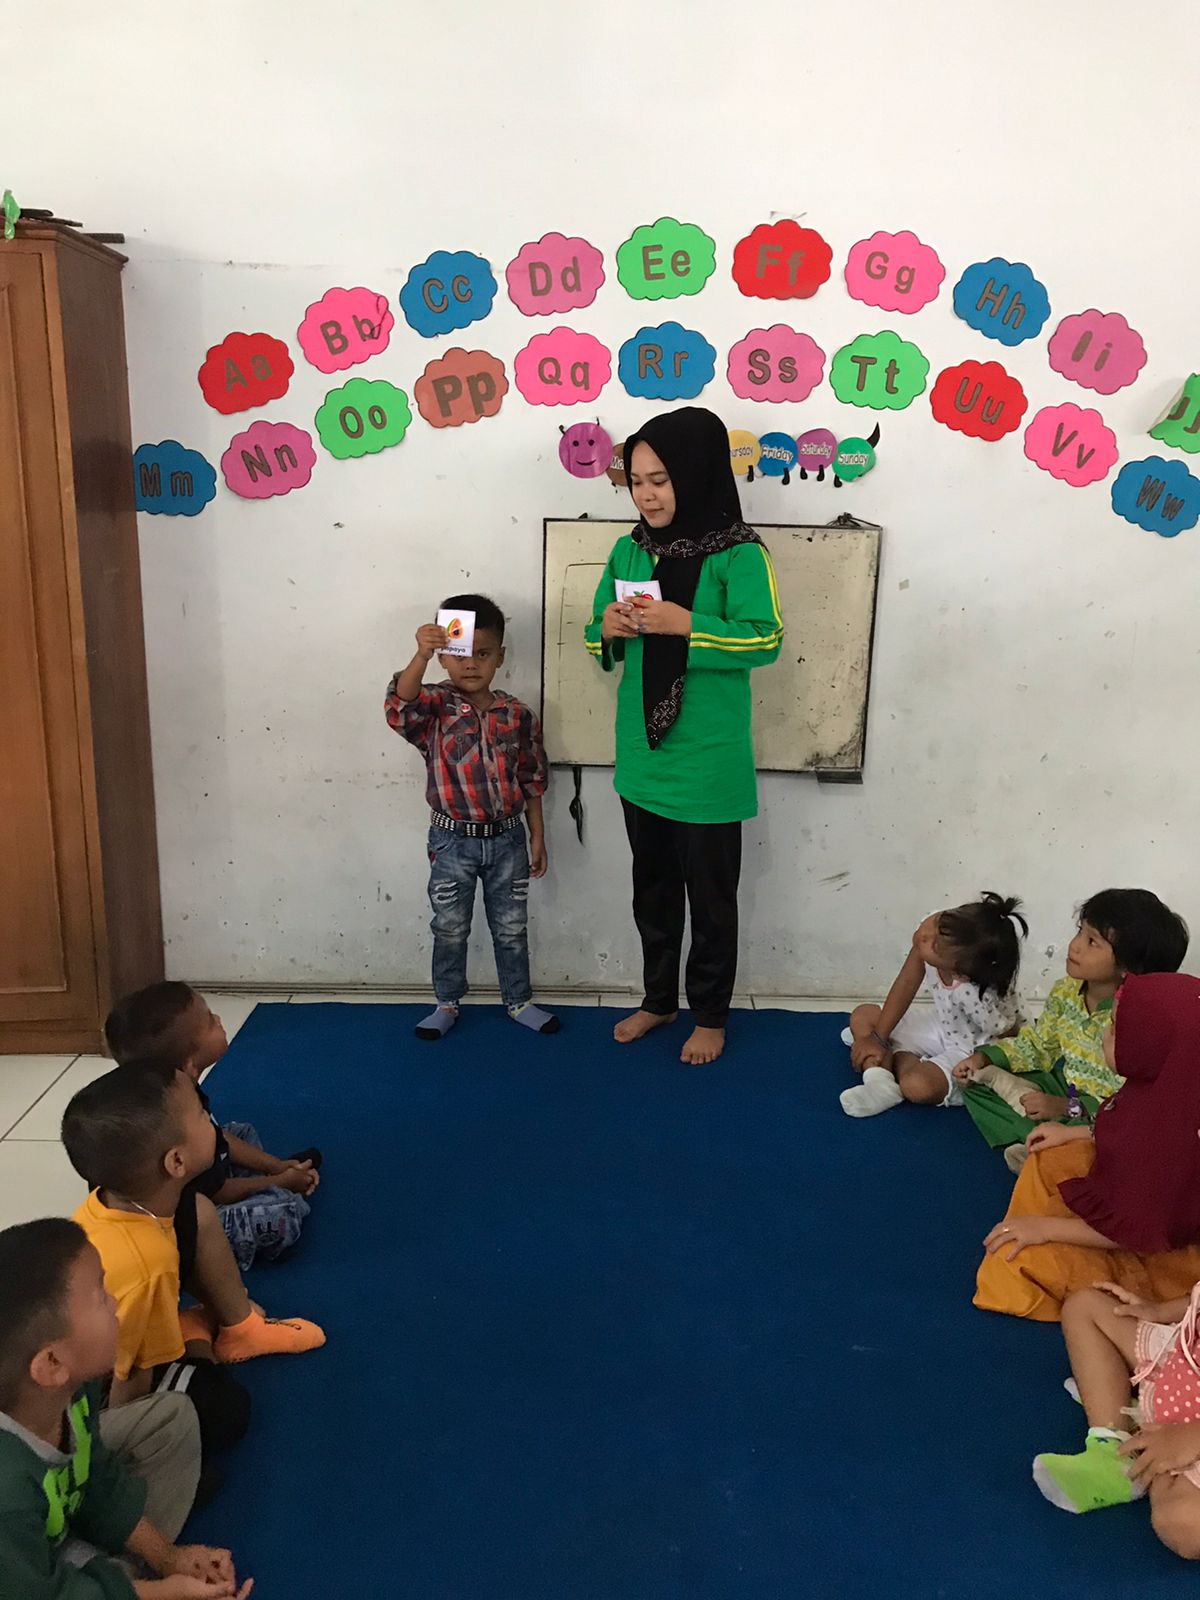 Aa
Bb
Cc
Dd
Ee
Ff
Gg
Hh
Ii
Mm
Nn
Oo
Pp
Qq
Rr
Ss
Tt
Uu
Vv
Ww
Friday
Saturday
Sunday